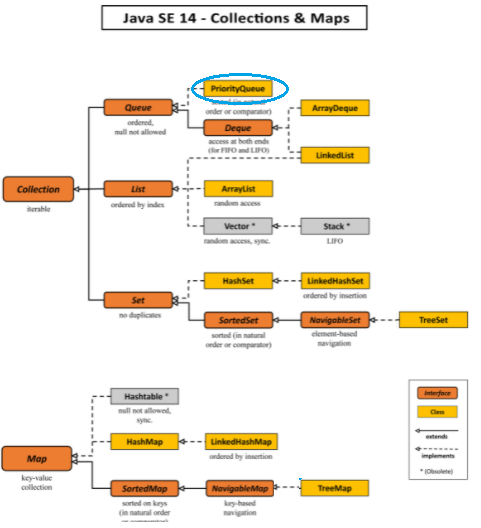 Java SE 14 - Collections & Maps
PriorityQueue
order or comparator)
Queue
ordered,
null not allowed
ArrayDeque
Deque
access at both ends
(for FIFO and LIFO)
LinkedList
Collection
iterable
List
ordered by index
ArrayList
random access
Vector *
random access, sync.
Stack *
LIFO
HashSet
LinkedHashSet
ordered by insertion
Set
no duplicates
SortedSet
sorted (in natural
order or comparator)
NavigableSet
element-based
navigation
TreeSet
Hashtable *
null not allowed,
sync.
HashMap
LinkedHashMap
ordered by insertion
Map
key-value
collection
SortedMap
sorted on keys
(in natural order
or comparator)
NavigableMap
key-based
navigation
TreeMap
Interface
Class
extends
implements
* (Obsolete)